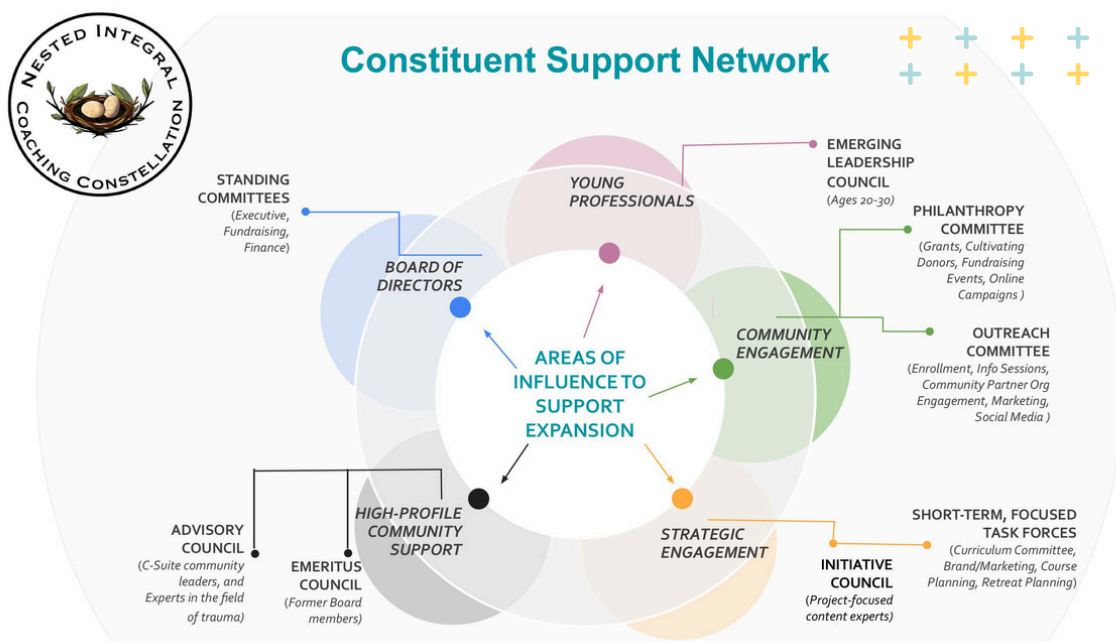 NESTED INTEGRAL
COACHING CONSTELLATION
Constituent Support Network
STANDING
COMMITTEES
(Executive,
Fundraising,
Finance)
BOARD OF
DIRECTORS
YOUNG
PROFESSIONALS
EMERGING
LEADERSHIP
COUNCIL
(Ages 20-30)
PHILANTHROPY
COMMITTEE
(Grants, Cultivating
Donors, Fundraising
Events, Online
Campaigns )
COMMUNITY
ENGAGEMENT
OUTREACH
COMMITTEE
(Enrollment, Info Sessions,
Community Partner Org
Engagement, Marketing,
Social Media )
AREAS OF
INFLUENCE TO
SUPPORT
EXPANSION
HIGH-PROFILE
COMMUNITY
SUPPORT
ADVISORY
COUNCIL
(C-Suite community
leaders, and
Experts in the field
of trauma)
EMERITUS
COUNCIL
(Former Board
members)
STRATEGIC
ENGAGEMENT
INITIATIVE
COUNCIL
(Project-focused
content experts)
SHORT-TERM, FOCUSED
TASK FORCES
(Curriculum Committee,
Brand/Marketing, Course
Planning, Retreat Planning)